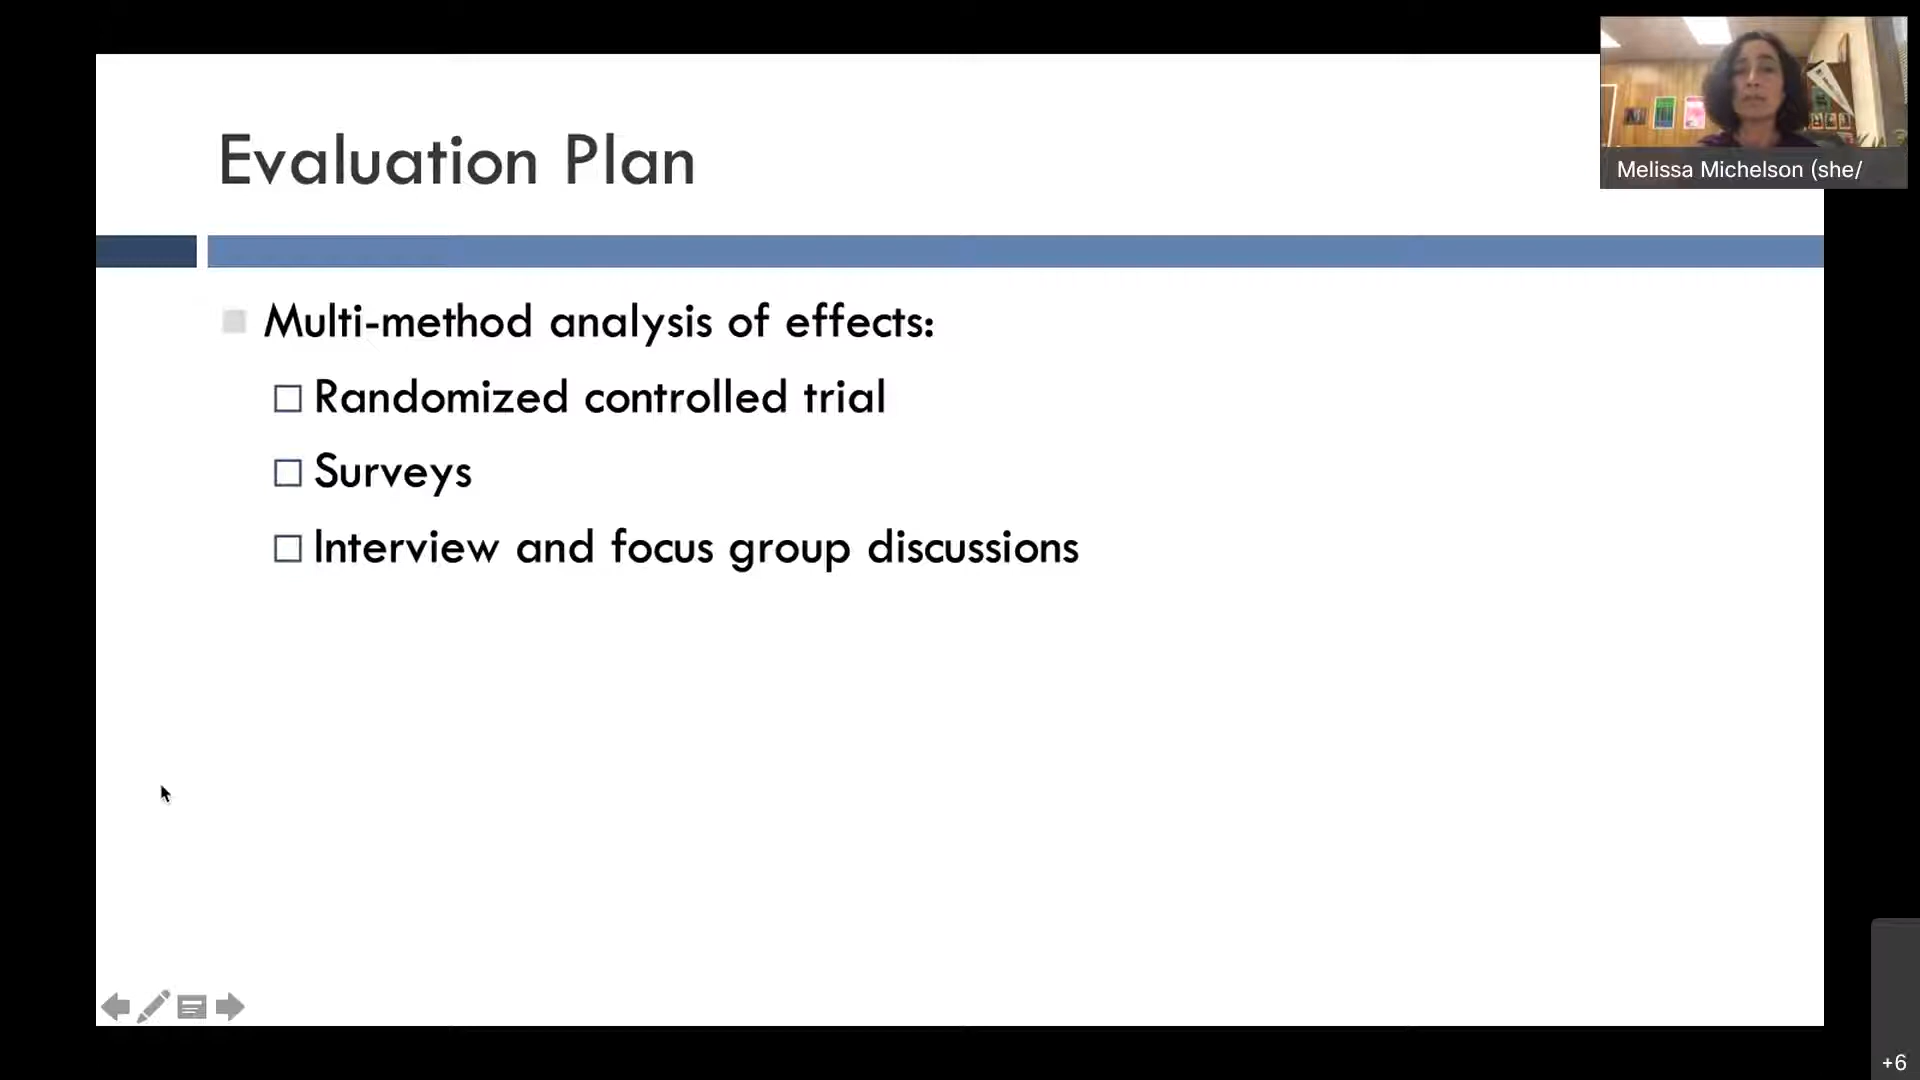 Evaluation Plan
Melissa Michelson (she/
Multi-method analysis of effects:
Randomized controlled trial
Surveys
Interview and focus group discussions
+6